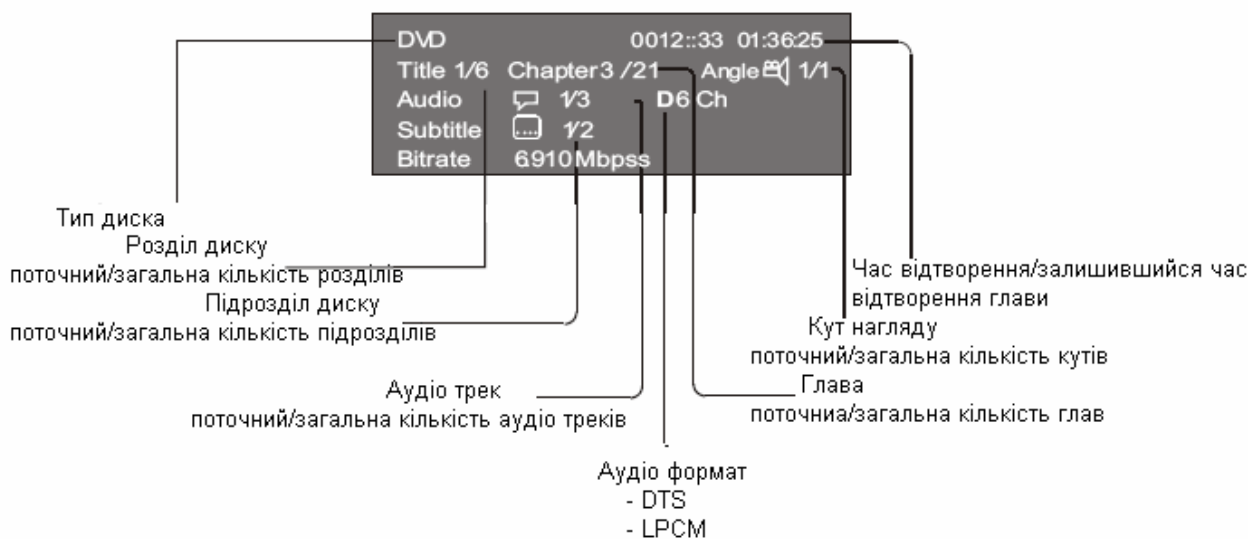 DVD 0012::33 01:36:25
Title 1/6 Chapter3 /21 Angle 1/1
Audio 1/3 D6 Ch
Subtitle 1/2
Bitrate 6.910 Mbpss
Тип диска
Розділ диску
поточний/загальна кількість розділів
Підрозділ диску
поточний/загальна кількість підрозділів
Аудіо трек
поточний/загальна кількість аудіо треків
Аудіо формат
- DTS
- LPCM
Час відтворення/залишившийся час
відтворення глави
Кут нагляду
поточний/загальна кількість кутів
Глава
поточниа/загальна кількість глав